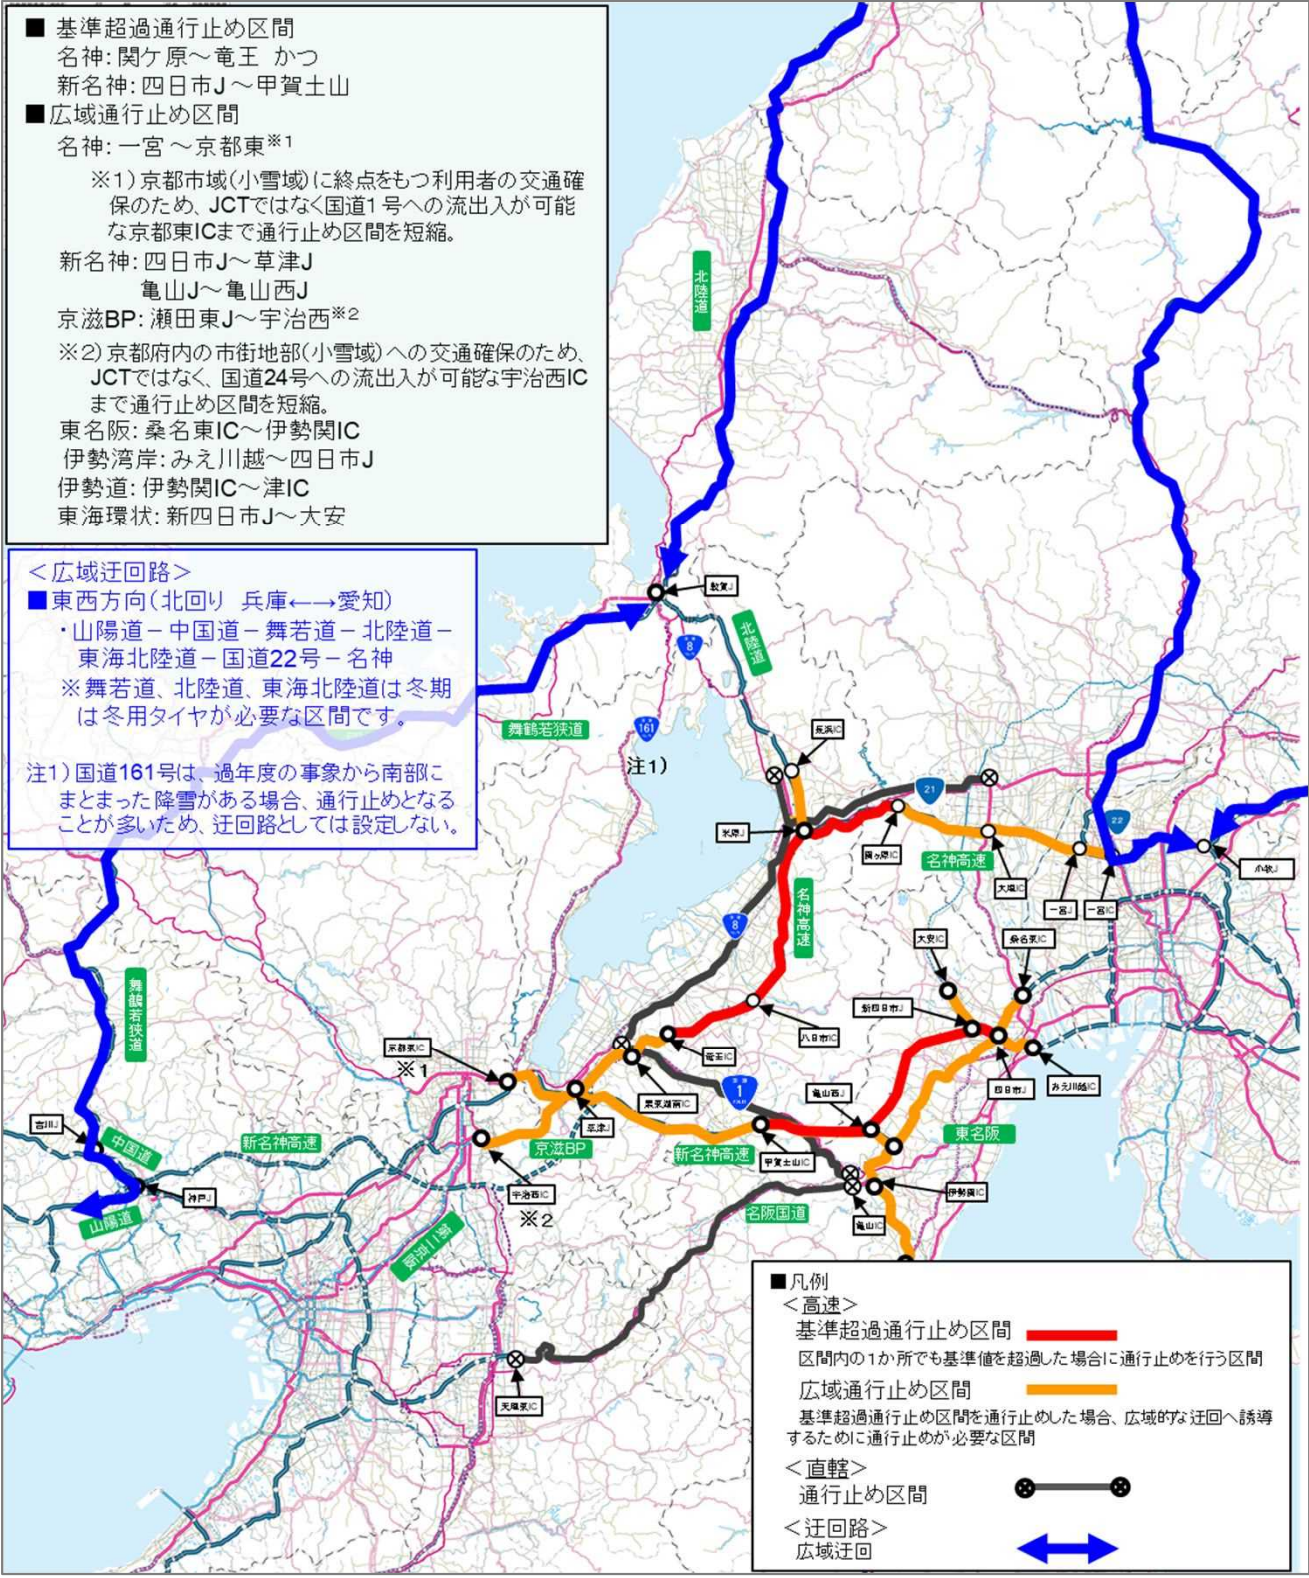 ■ 基準超過通行止め区間
名神:関ケ原～竜王 かつ
新名神:四日市J～甲賀土山
■広域通行止め区間
名神:一宮～京都東※1
※1)京都市域(小雪域)に終点をもつ利用者の交通確
保のため、JCTではなく国道1号への流出入が可能
な京都東ICまで通行止め区間を短縮。
新名神:四日市J～草津J
亀山J～亀山西J
京滋BP:瀬田東J～宇治西※2
※2)京都府内の市街地部(小雪域)への交通確保のため、
JCTではなく、国道24号への流出入が可能な宇治西IC
まで通行止め区間を短縮。
東名阪:桑名東IC～伊勢関IC
伊勢湾岸:みえ川越～四日市J
伊勢道:伊勢関IC～津IC
東海環状:新四日市J～大安
＜広域迂回路＞
■東西方向(北回り 兵庫←→愛知)
・山陽道－中国道－舞若道－北陸道－
東海北陸道－国道22号－名神
※舞若道、北陸道、東海北陸道は冬期
は冬用タイヤが必要な区間です。
注1)国道161号は、過年度の事象から南部に
まとまった降雪がある場合、通行止めとなる
ことが多いため、迂回路としては設定しない。
北陸道
敦賀J
8
北陸道
舞鶴若狭道
161
注1)
長浜IC
21
22
米原J
関ヶ原IC
名神高速
大垣IC
小牧J
一宮J
一宮IC
名神高速
8
大安IC
桑名東IC
舞鶴若狭道
新四日市J
八日市IC
京都東IC
※1
竜王IC
四日市J
みえ川越IC
1
栗東湖南IC
亀山西J
吉川J
中国道
新名神高速
草津J
京滋BP
新名神高速
甲賀土山IC
東名阪
神戸J
宇治西IC
※2
伊勢関IC
山陽道
名阪国道
亀山IC
第二京阪
天理東IC
■凡例
＜高速＞
基準超過通行止め区間
区間内の1か所でも基準値を超過した場合に通行止めを行う区間
広域通行止め区間
基準超過通行止め区間を通行止めした場合、広域的な迂回へ誘導
するために通行止めが必要な区間
＜直轄＞
通行止め区間
＜迂回路＞
広域迂回